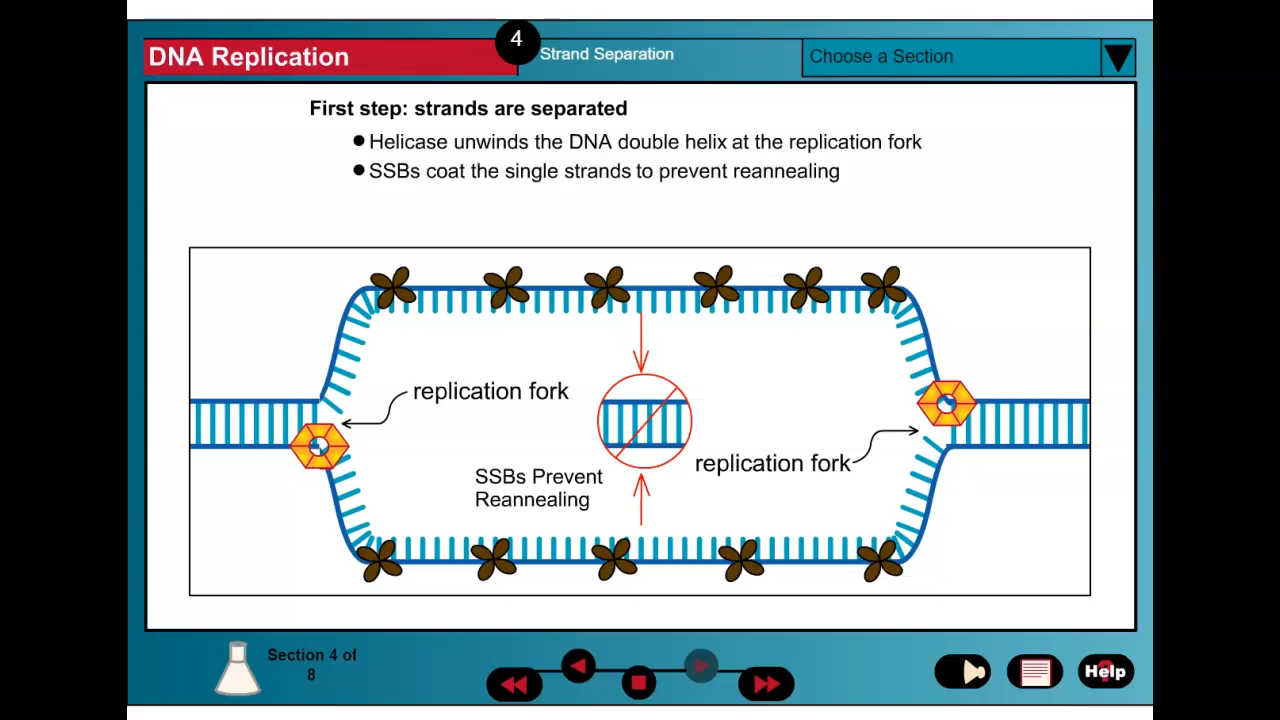 DNA Replication
4
Strand Separation
Choose a Section
First step: strands are separated
Helicase unwinds the DNA double helix at the replication fork
SSBs coat the single strands to prevent reannealing
replication fork
replication fork
SSBs Prevent
Reannealing
Section 4 of
8
Help